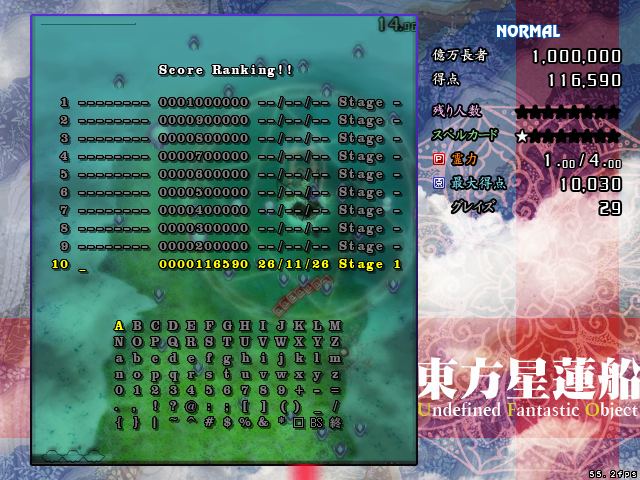 14.96
Score Ranking!!
1 -------- 0001000000 --/--/-- Stage -
2 -------- 0000900000 --/--/-- Stage -
3 -------- 0000800000 --/--/-- Stage -
4 -------- 0000700000 --/--/-- Stage -
5 -------- 0000600000 --/--/-- Stage -
6 -------- 0000500000 --/--/-- Stage -
7 -------- 0000400000 --/--/-- Stage -
8 -------- 0000300000 --/--/-- Stage -
9 -------- 0000200000 --/--/-- Stage -
10 _ 0000116590 26/11/26 Stage 1
A B C D E F G H I J K L M
N O P Q R S T U V W X Y Z
a b c d e f g h i j k l m
n o p q r s t u v w x y z
0 1 2 3 4 5 6 7 8 9 + - =
. , ! ? @ : ; [ ] ( ) _ /
{ } | ~ ^ # $ % & * □ BS 終
NORMAL
億万長者 1,000,000
得点 116,590
残り人数 ★★★★★★★★
スペルカード ★★★★★★★★
P 霊力 1.00/4.00
点 最大得点 10,030
グレイズ 29
東方星蓮船
Undefined Fantastic Object
55.2fps